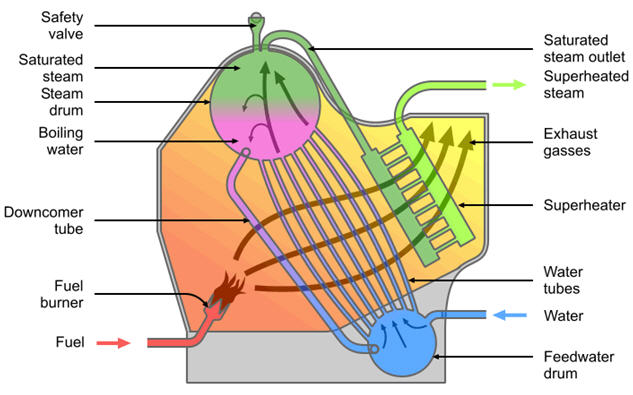 Safety
valve
Saturated
steam
Steam
drum
Boiling
water
Downcomer
tube
Fuel
burner
Fuel
Saturated
steam outlet
Superheated
steam
Exhaust
gasses
Superheater
Water
tubes
Water
Feedwater
drum